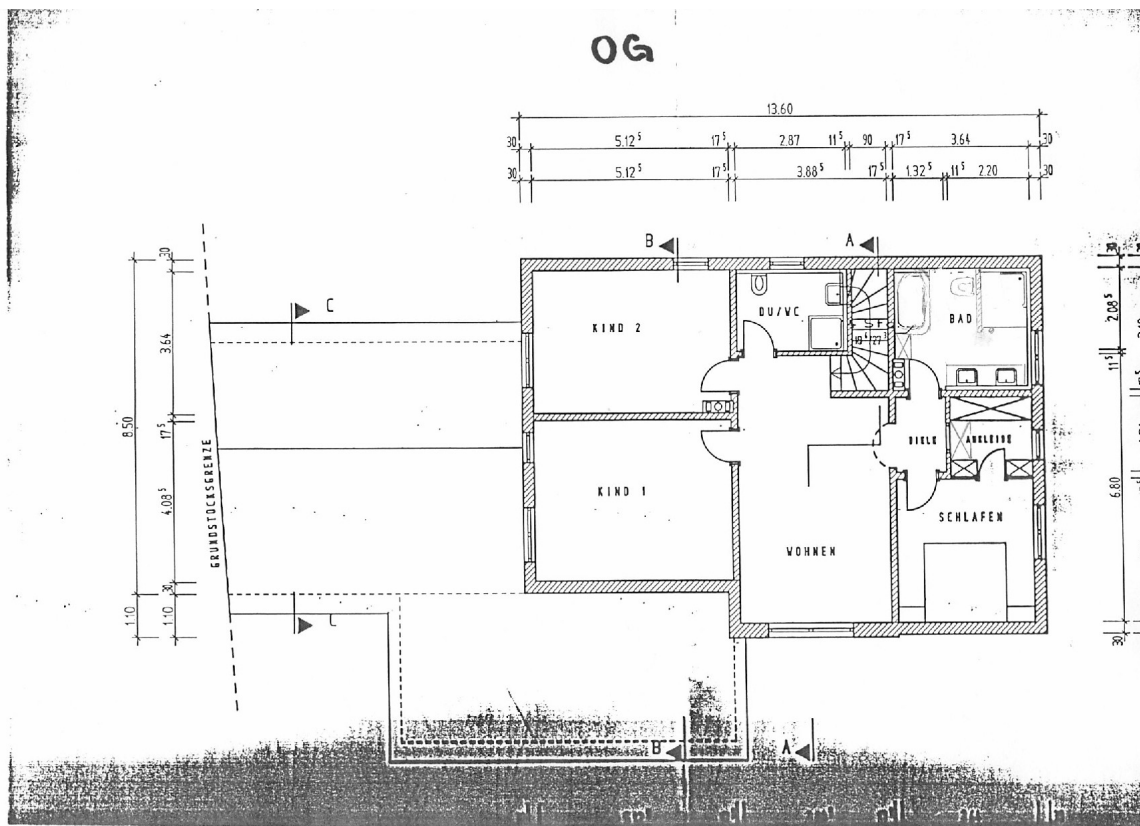 OG
13.60
30 5.12⁵ 17⁵ 2.87 11⁵ 90 17⁵ 3.64 30
30 5.12⁵ 17⁵ 3.88⁵ 17⁵ 1.32⁵ 11⁵ 2.20 30
B A
30
C
KIND 2
DU/WC
BAD
2.08⁵
3.64
11⁵
8.50
17⁵
GRUNDSTÜCKSGRENZE
DIELE
ANKLEIDE
4.08⁵
KIND 1
SCHLAFEN
6.80
WOHNEN
30
1.10 1.10
30
B A